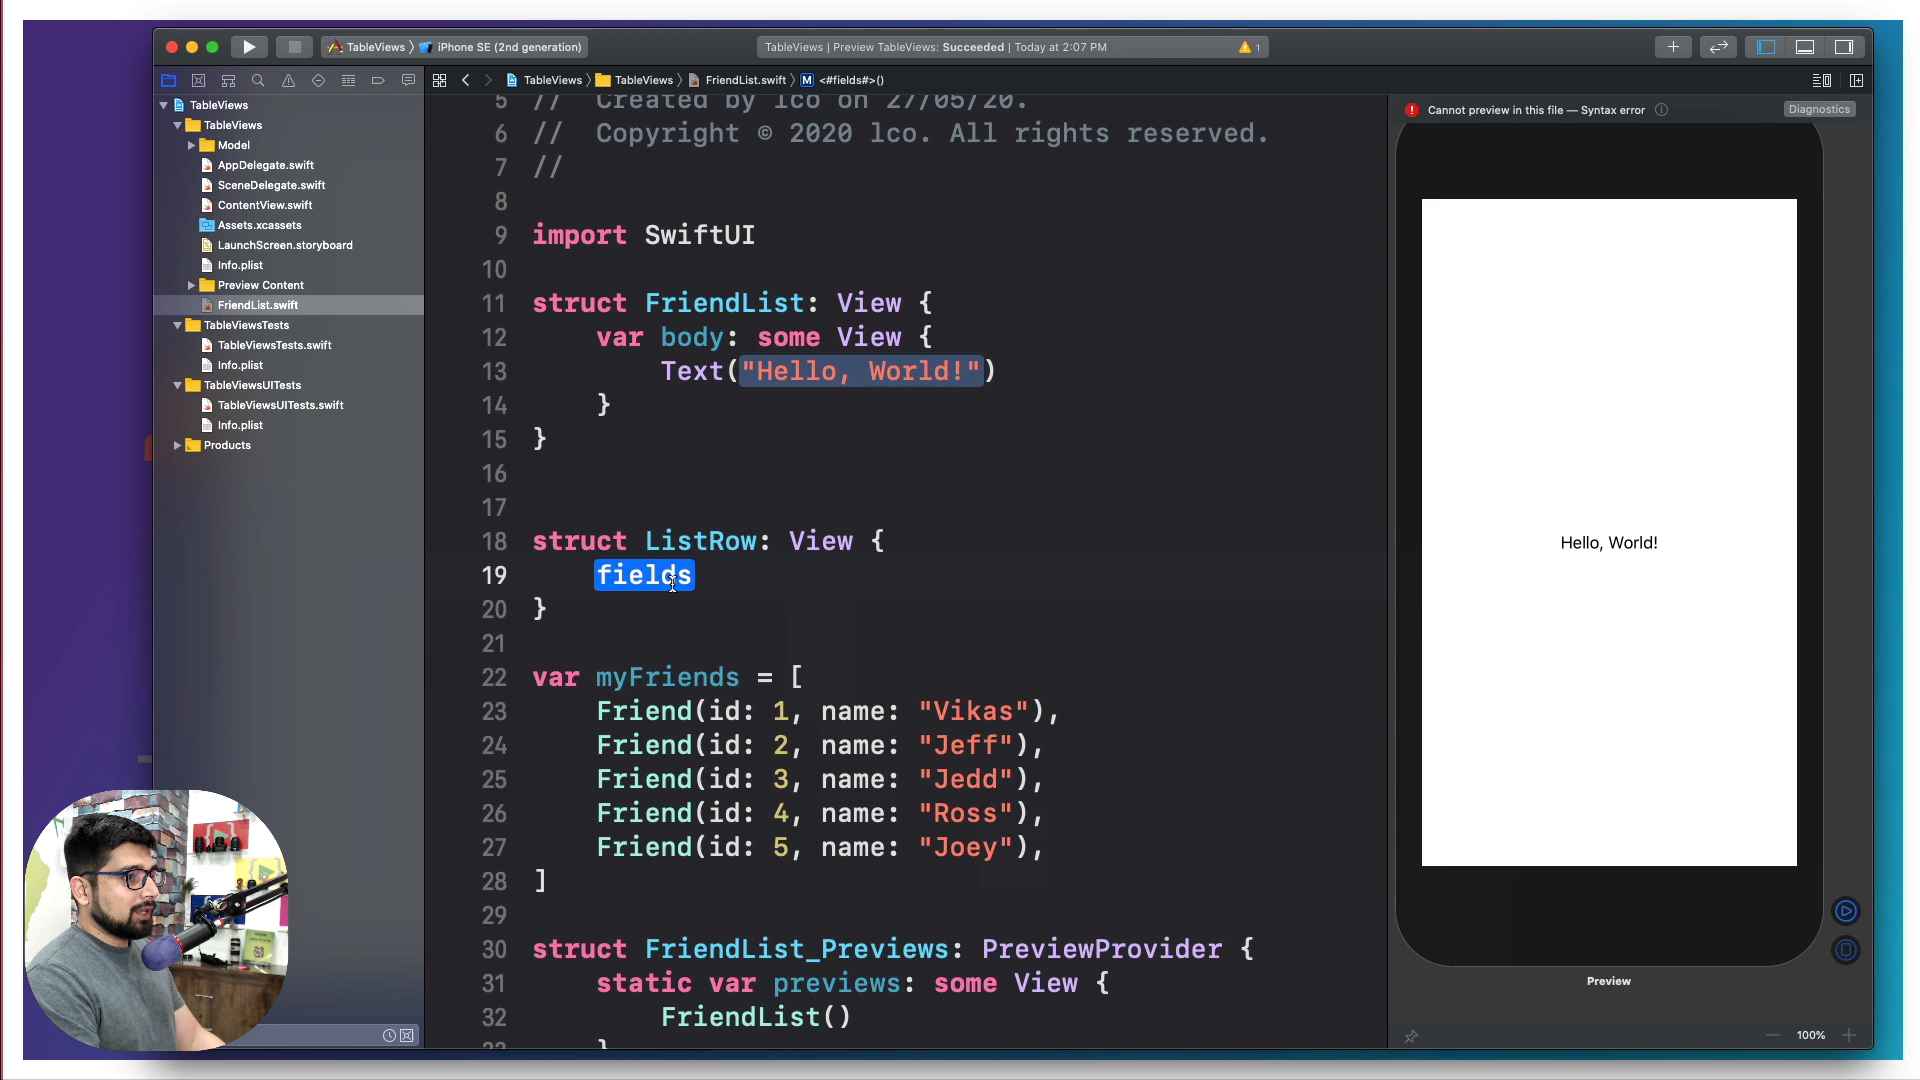 TableViews
iPhone SE (2nd generation)
TableViews | Preview TableViews: Succeeded | Today at 2:07 PM
1
TableViews
TableViews
FriendList.swift
M
<#fields#>()
TableViews
TableViews
Model
AppDelegate.swift
SceneDelegate.swift
ContentView.swift
Assets.xcassets
LaunchScreen.storyboard
Info.plist
Preview Content
FriendList.swift
TableViewsTests
TableViewsTests.swift
Info.plist
TableViewsUITests
TableViewsUITests.swift
Info.plist
Products
5 // Created by lco on 27/05/20.
6 // Copyright © 2020 lco. All rights reserved.
7 //
8
9 import SwiftUI
10
11 struct FriendList: View {
12 var body: some View {
13 Text("Hello, World!")
14 }
15 }
16
17
18 struct ListRow: View {
19 fields
20 }
21
22 var myFriends = [
23 Friend(id: 1, name: "Vikas"),
24 Friend(id: 2, name: "Jeff"),
25 Friend(id: 3, name: "Jedd"),
26 Friend(id: 4, name: "Ross"),
27 Friend(id: 5, name: "Joey"),
28 ]
29
30 struct FriendList_Previews: PreviewProvider {
31 static var previews: some View {
32 FriendList()
33 }
Cannot preview in this file — Syntax error
Diagnostics
Hello, World!
Preview
100%